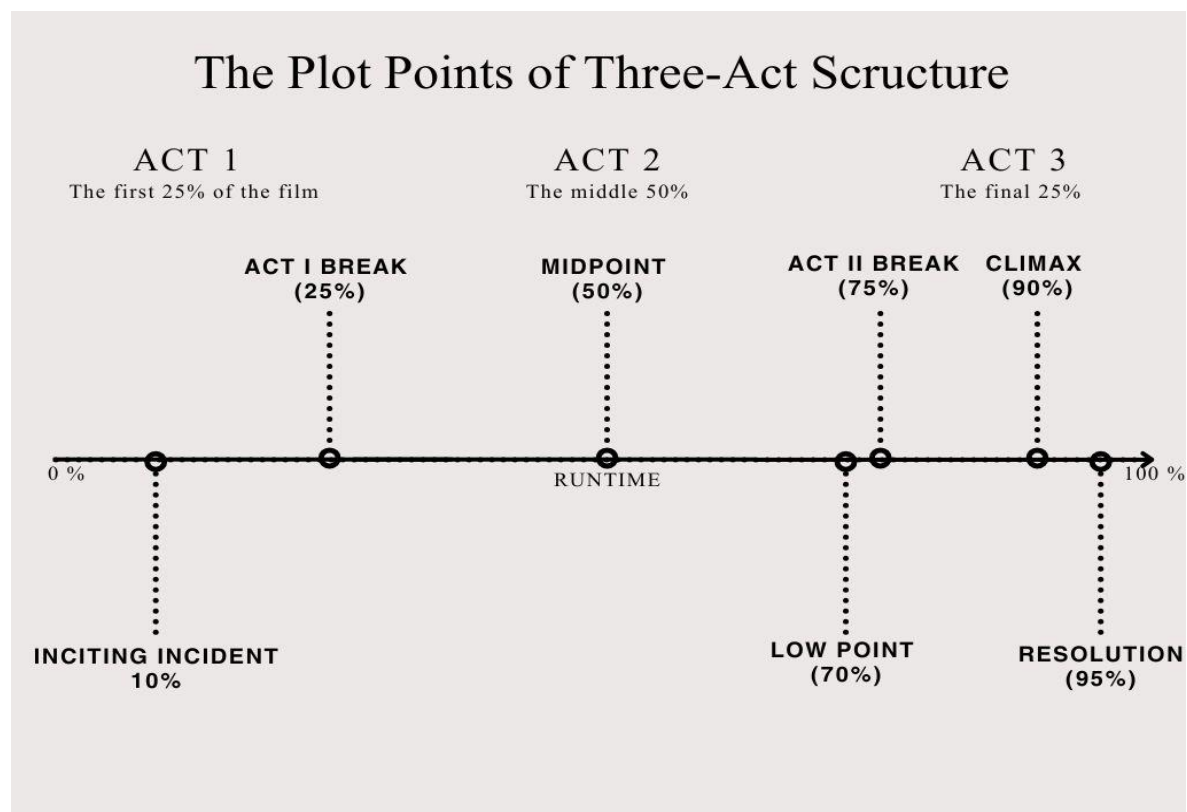 The Plot Points of Three-Act Scructure
ACT 1
The first 25% of the film
ACT 2
The middle 50%
ACT 3
The final 25%
ACT I BREAK
(25%)
MIDPOINT
(50%)
ACT II BREAK
(75%)
CLIMAX
(90%)
0 %
RUNTIME
100 %
INCITING INCIDENT
10%
LOW POINT
(70%)
RESOLUTION
(95%)